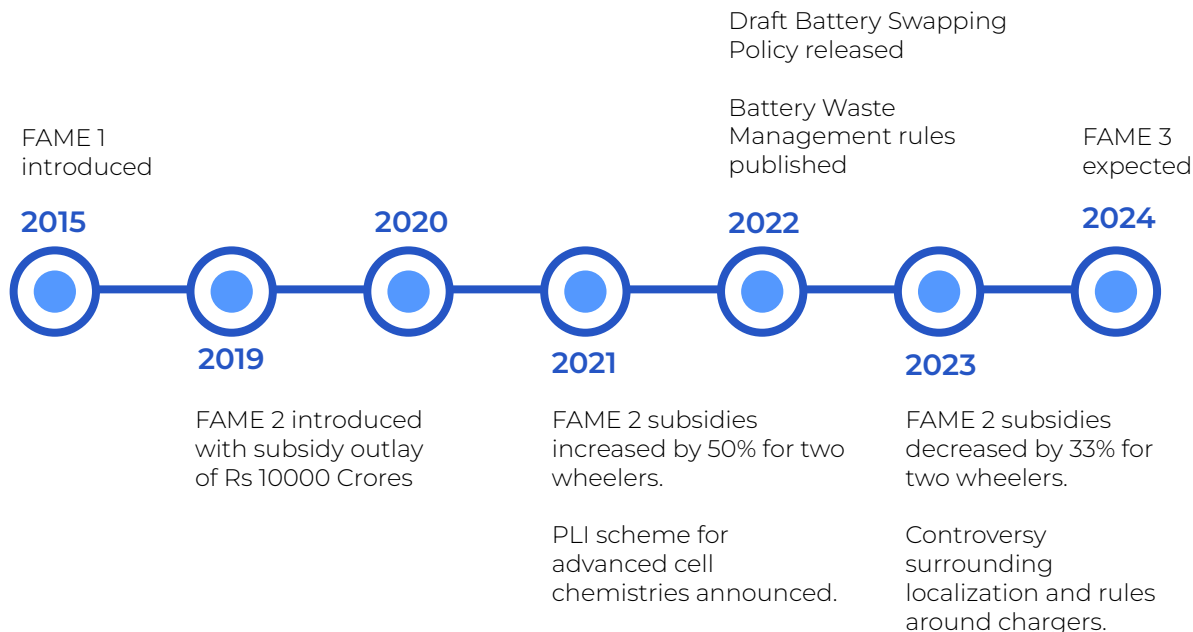 FAME 1
introduced
2015
2019
FAME 2 introduced
with subsidy outlay
of Rs 10000 Crores
2020
2021
FAME 2 subsidies
increased by 50% for two
wheelers.
PLI scheme for
advanced cell
chemistries announced.
Draft Battery Swapping
Policy released
Battery Waste
Management rules
published
2022
2023
FAME 2 subsidies
decreased by 33% for
two wheelers.
Controversy
surrounding
localization and rules
around chargers.
FAME 3
expected
2024